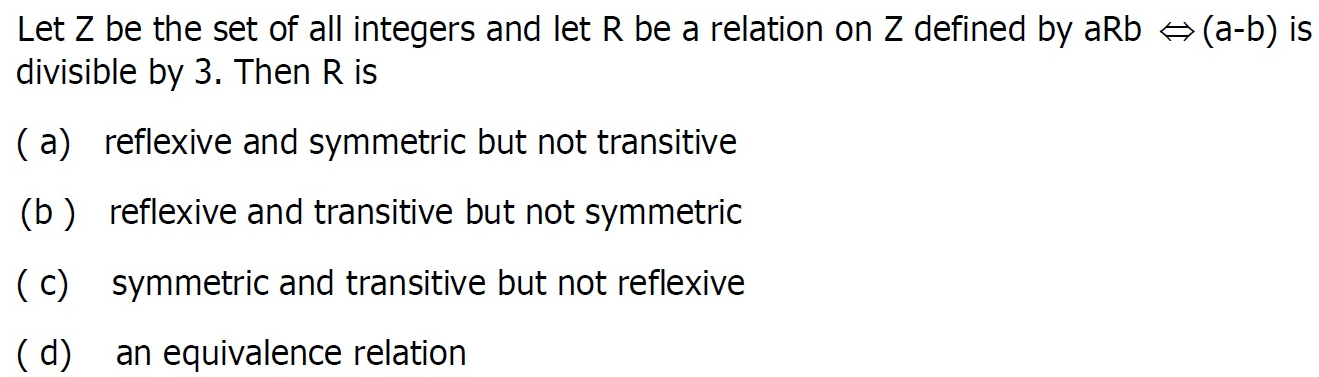 Let Z be the set of all integers and let R be a relation on Z defined by aRb ⇔ (a-b) is
divisible by 3. Then R is
( a) reflexive and symmetric but not transitive
(b ) reflexive and transitive but not symmetric
( c) symmetric and transitive but not reflexive
( d) an equivalence relation